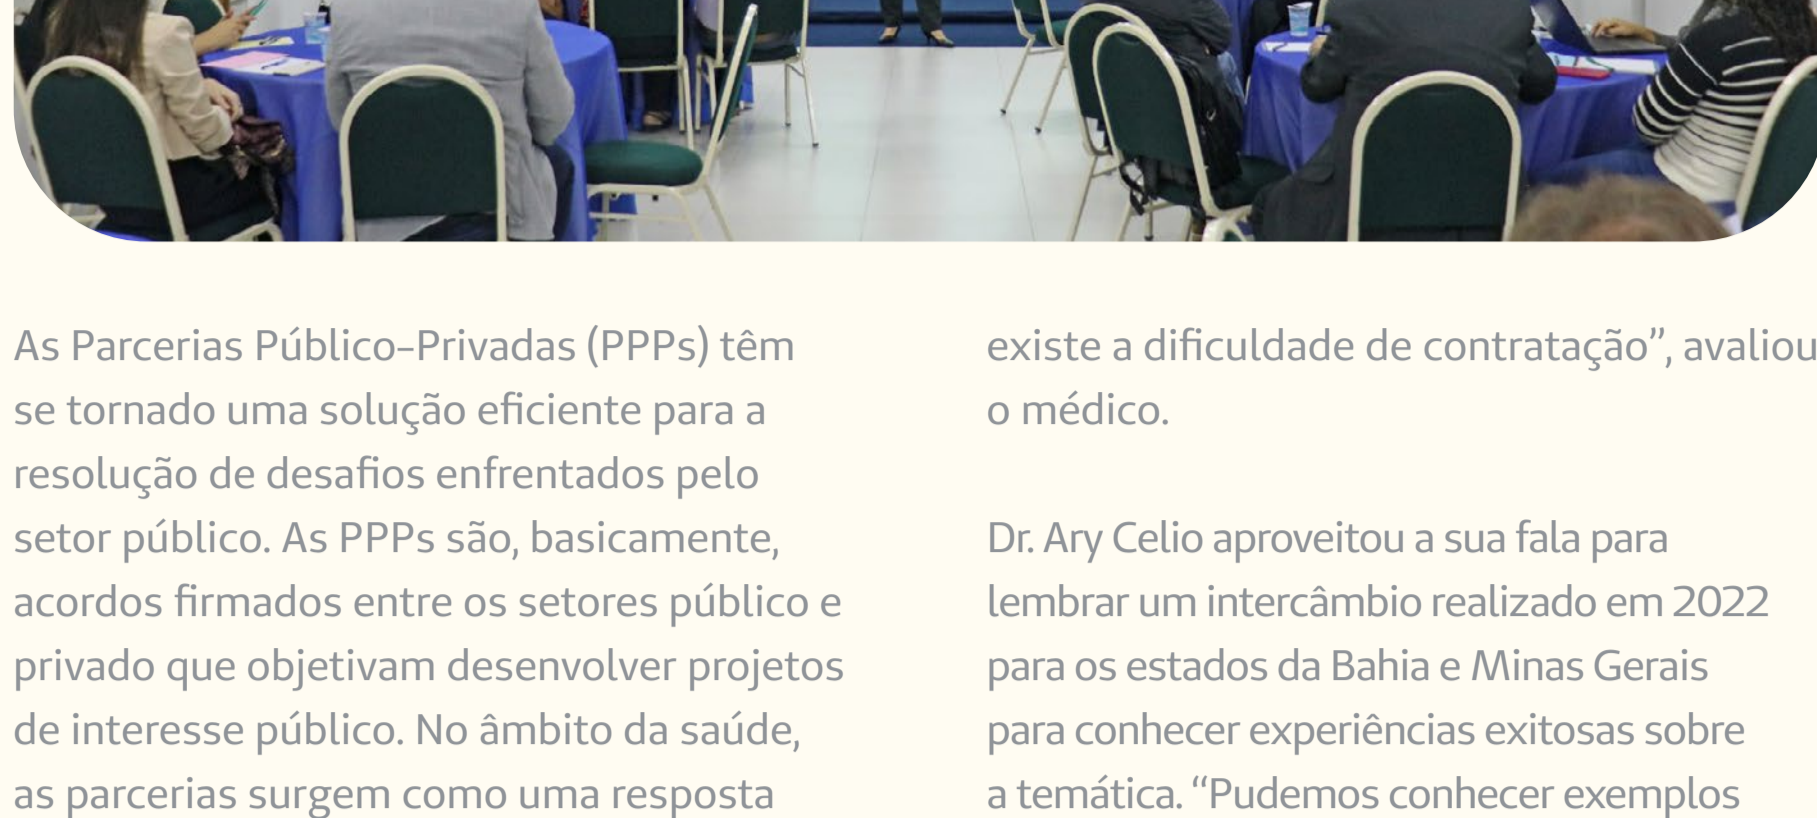 As Parcerias Público-Privadas (PPPs) têm
se tornado uma solução eficiente para a
resolução de desafios enfrentados pelo
setor público. As PPPs são, basicamente,
acordos firmados entre os setores público e
privado que objetivam desenvolver projetos
de interesse público. No âmbito da saúde,
as parcerias surgem como uma resposta
existe a dificuldade de contratação”, avaliou
o médico.
Dr. Ary Celio aproveitou a sua fala para
lembrar um intercâmbio realizado em 2022
para os estados da Bahia e Minas Gerais
para conhecer experiências exitosas sobre
a temática. “Pudemos conhecer exemplos